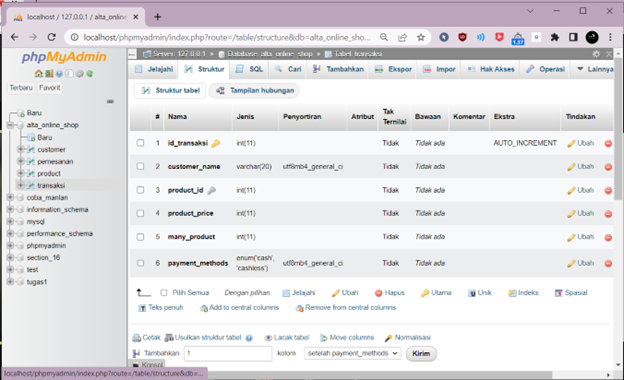 localhost / 127.0.0.1 / alta_onlin
localhost/phpmyadmin/index.php?route=/table/structure&db=alta_online_sho...
1.37
phpMyAdmin
Terbaru Favorit
Baru
alta_online_shop
Baru
customer
pemesanan
product
transaksi
coba_manlan
information_schema
mysql
performance_schema
phpmyadmin
section_16
test
tugas1
Server: 127.0.0.1 » Database: alta_online_shop » Tabel: transaksi
Jelajahi Struktur SQL Cari Tambahkan Ekspor Impor Hak Akses Operasi Lainnya
Struktur tabel Tampilan hubungan
# Nama Jenis Penyortiran Atribut Tak Ternilai Bawaan Komentar Ekstra Tindakan
1 id_transaksi int(11) Tidak Tidak ada AUTO_INCREMENT Ubah
2 customer_name varchar(20) utf8mb4_general_ci Tidak Tidak ada Ubah
3 product_id int(11) Tidak Tidak ada Ubah
4 product_price int(11) Tidak Tidak ada Ubah
5 many_product int(11) Tidak Tidak ada Ubah
6 payment_methods enum('cash', 'cashless') utf8mb4_general_ci Tidak Tidak ada Ubah
Pilih Semua Dengan pilihan: Jelajahi Ubah Hapus Utama Unik Indeks Spasial
Teks penuh Add to central columns Remove from central columns
Cetak Usulkan struktur tabel Lacak tabel Move columns Normalisasi
Tambahkan 1 kolom setelah payment_methods Kirim
Konsol
localhost/phpmyadmin/index.php?route=/table/structure&db=...